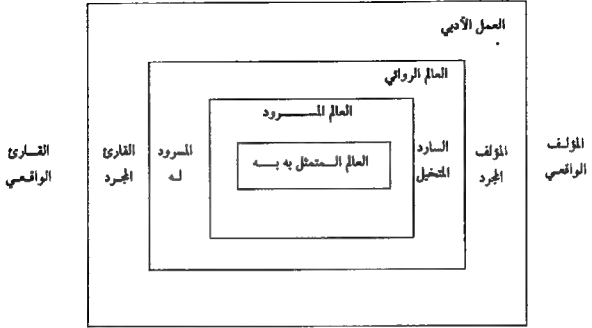 العمل الأدبي
العالم الروائي
العالم المسرود
العالم المتمثل به به
المؤلف
الواقعي
المؤلف
المجرد
السارد
المتخيل
المسرود
له
القارئ
المجرد
القارئ
الواقعي